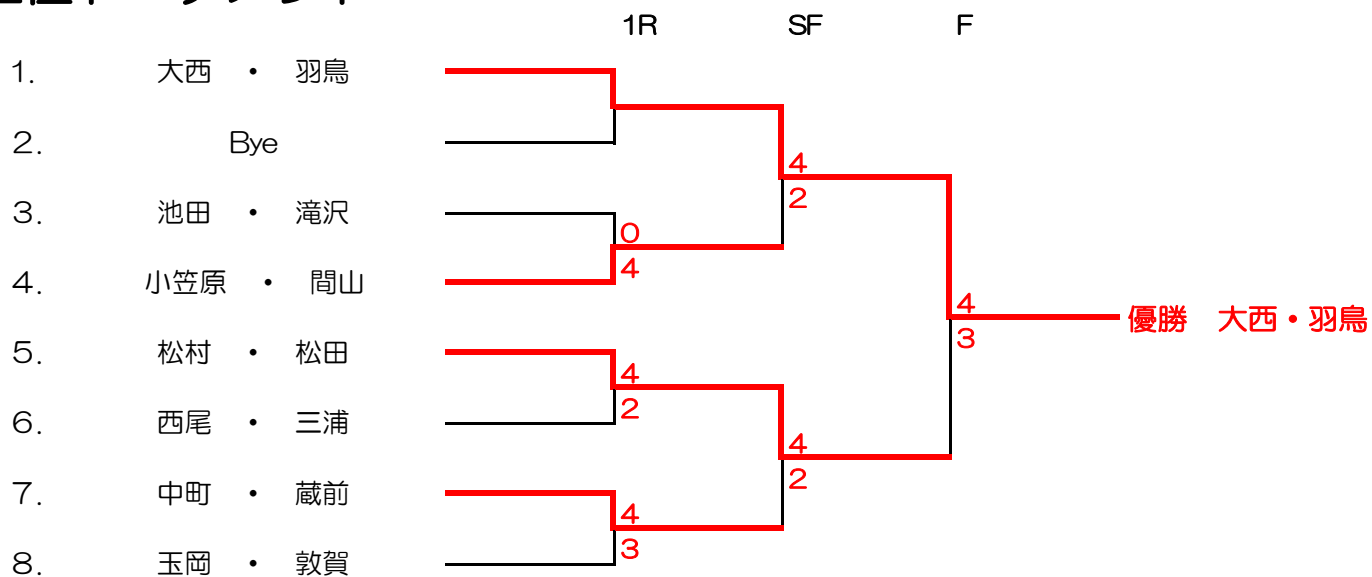 1R SF F
1. 大西 ・ 羽鳥
2. Bye
4
2
3. 池田 ・ 滝沢
0
4
4. 小笠原 ・ 間山
4
3
優勝 大西・羽鳥
5. 松村 ・ 松田
4
2
6. 西尾 ・ 三浦
4
2
7. 中町 ・ 蔵前
4
3
8. 玉岡 ・ 敦賀